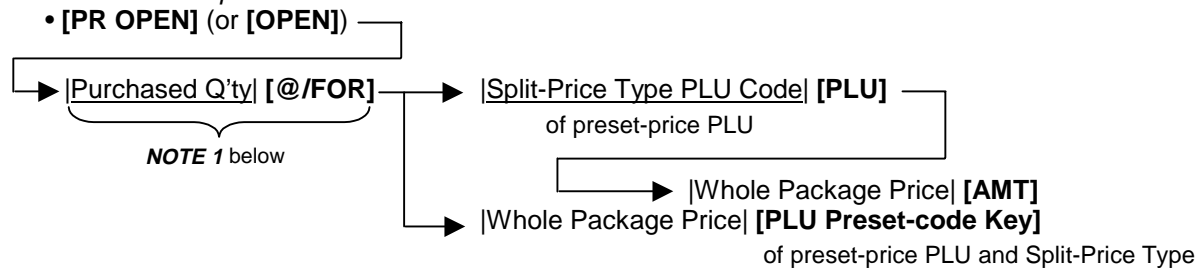 • [PR OPEN] (or [OPEN])
|Purchased Q'ty| [@/FOR]
|Split-Price Type PLU Code| [PLU]
of preset-price PLU
NOTE 1 below
|Whole Package Price| [AMT]
|Whole Package Price| [PLU Preset-code Key]
of preset-price PLU and Split-Price Type